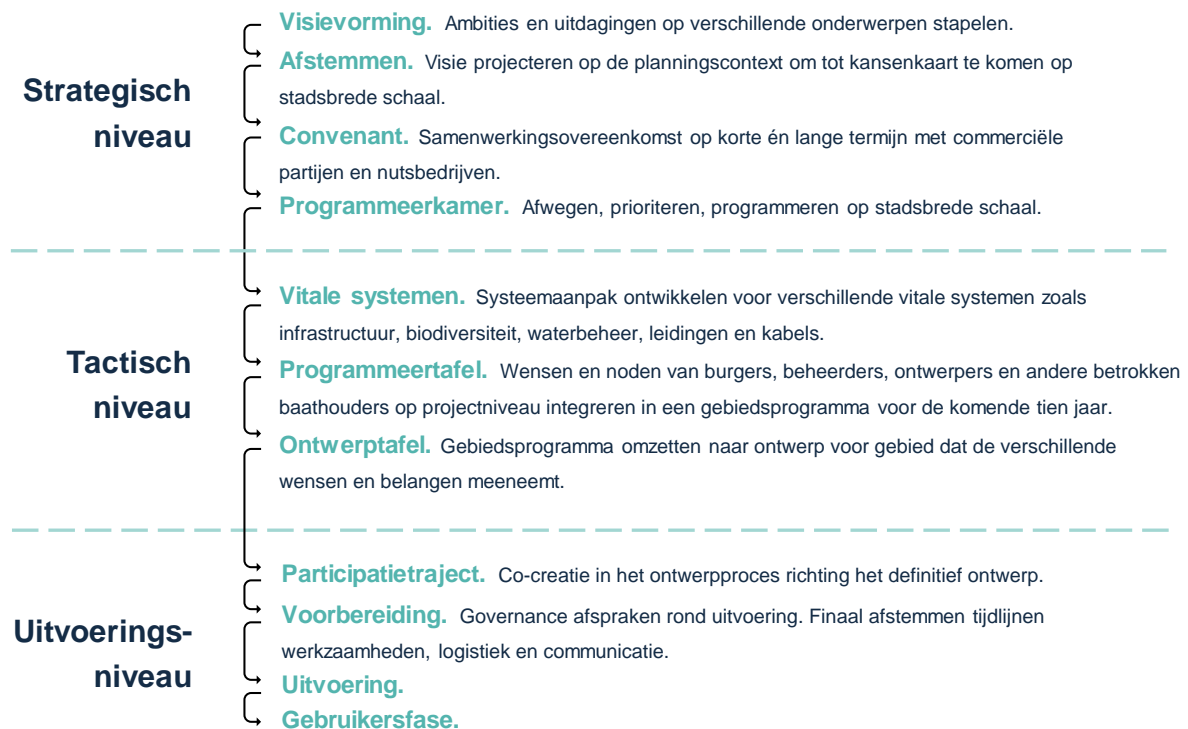 Strategisch
niveau
Visievorming. Ambities en uitdagingen op verschillende onderwerpen stapelen.
Afstemmen. Visie projecteren op de planningscontext om tot kansenkaart te komen op
stadsbrede schaal.
Convenant. Samenwerkingsovereenkomst op korte én lange termijn met commerciële
partijen en nutsbedrijven.
Programmeerkamer. Afwegen, prioriteren, programmeren op stadsbrede schaal.
Tactisch
niveau
Vitale systemen. Systeemaanpak ontwikkelen voor verschillende vitale systemen zoals
infrastructuur, biodiversiteit, waterbeheer, leidingen en kabels.
Programmeertafel. Wensen en noden van burgers, beheerders, ontwerpers en andere betrokken
baathouders op projectniveau integreren in een gebiedsprogramma voor de komende tien jaar.
Ontwerptafel. Gebiedsprogramma omzetten naar ontwerp voor gebied dat de verschillende
wensen en belangen meeneemt.
Uitvoerings-
niveau
Participatietraject. Co-creatie in het ontwerpproces richting het definitief ontwerp.
Voorbereiding. Governance afspraken rond uitvoering. Finaal afstemmen tijdlijnen
werkzaamheden, logistiek en communicatie.
Uitvoering.
Gebruikersfase.